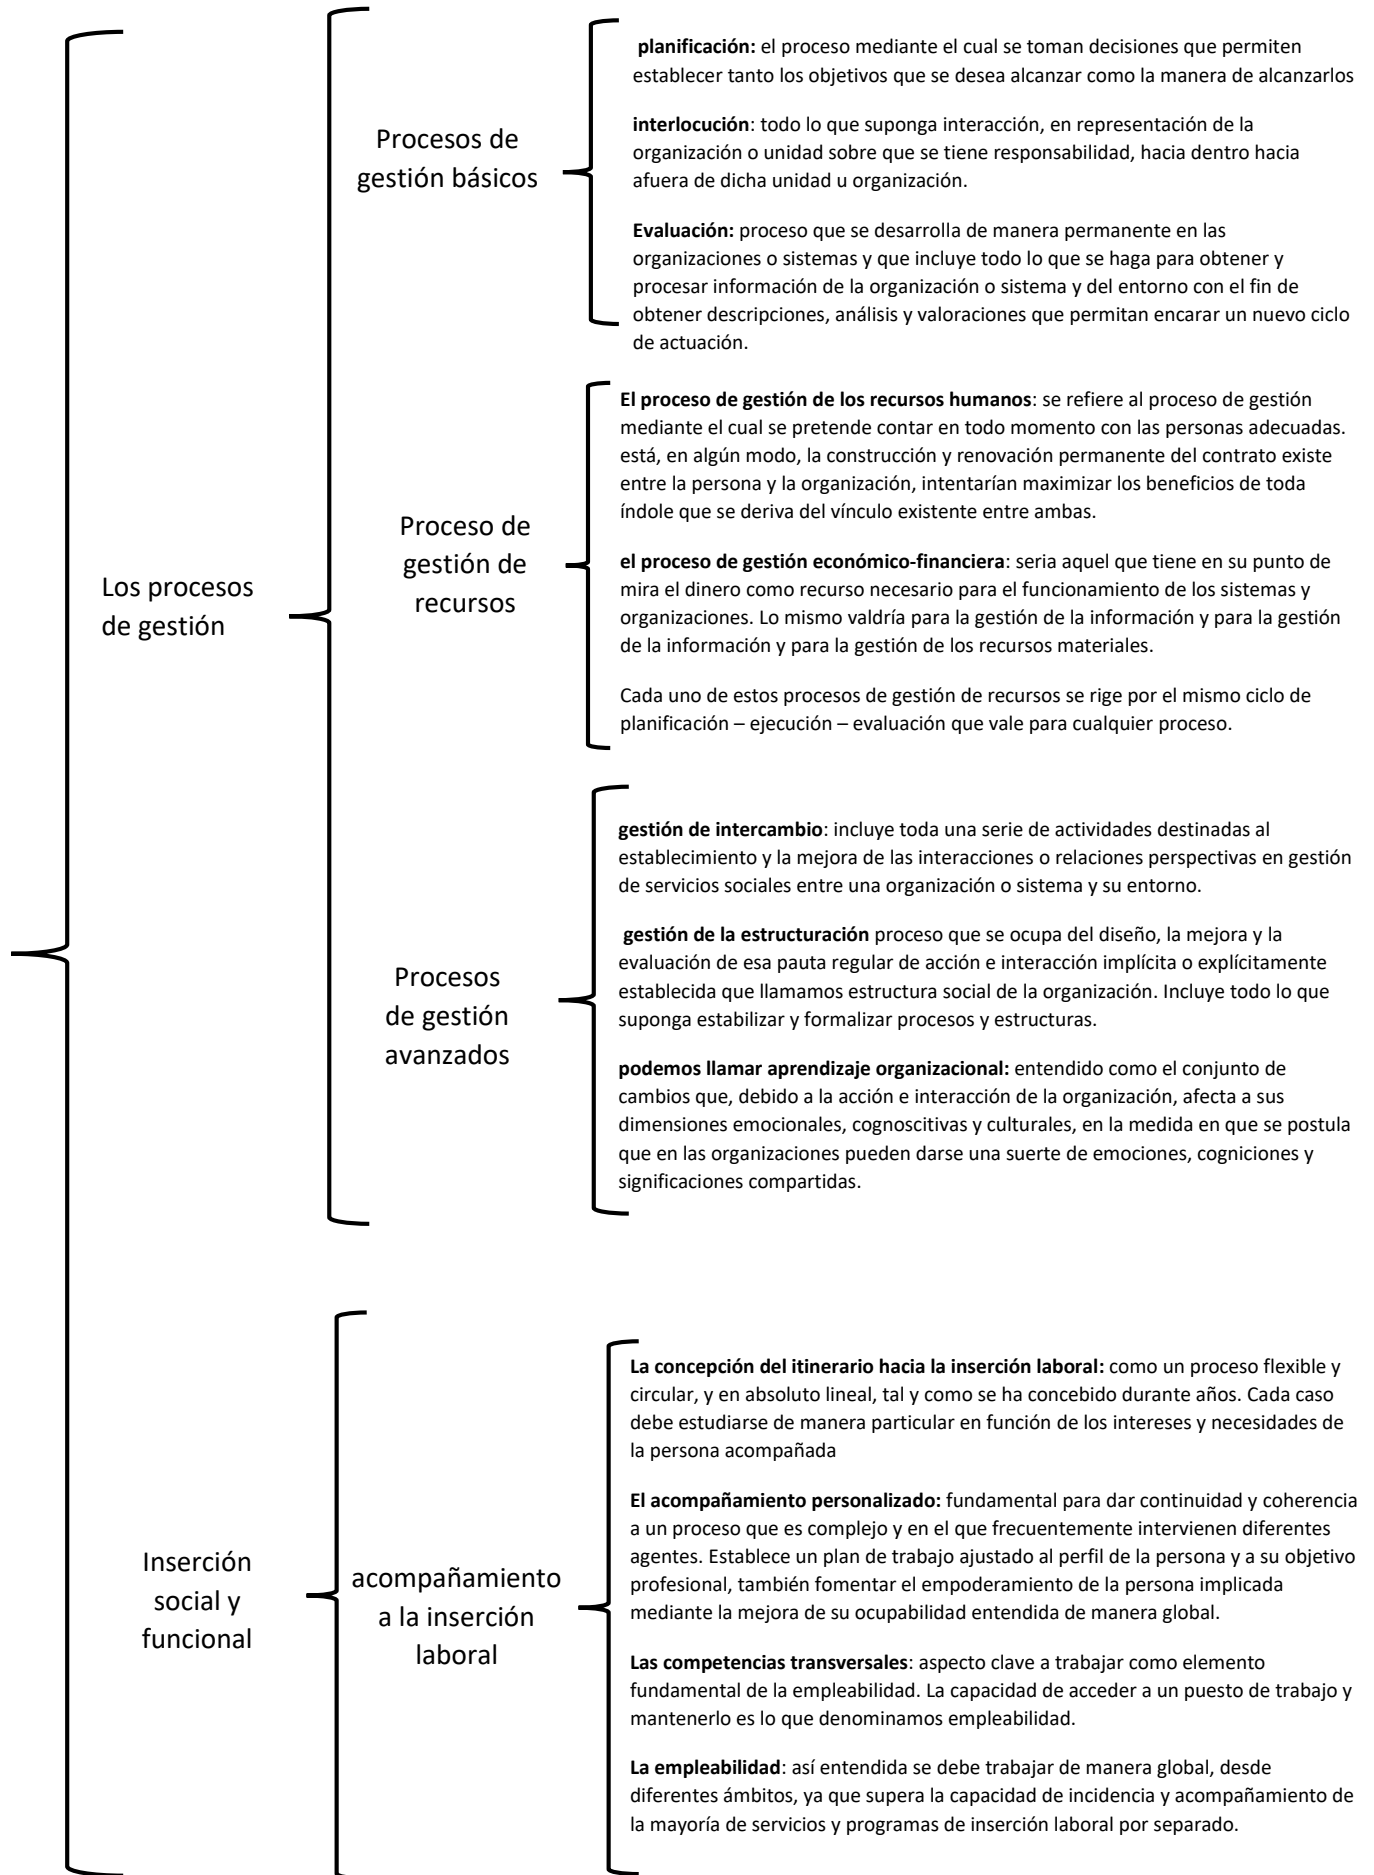 Los procesos
de gestión
Procesos de
gestión básicos
planificación: el proceso mediante el cual se toman decisiones que permiten
establecer tanto los objetivos que se desea alcanzar como la manera de alcanzarlos
interlocución: todo lo que suponga interacción, en representación de la
organización o unidad sobre que se tiene responsabilidad, hacia dentro hacia
afuera de dicha unidad u organización.
Evaluación: proceso que se desarrolla de manera permanente en las
organizaciones o sistemas y que incluye todo lo que se haga para obtener y
procesar información de la organización o sistema y del entorno con el fin de
obtener descripciones, análisis y valoraciones que permitan encarar un nuevo ciclo
de actuación.
Proceso de
gestión de
recursos
El proceso de gestión de los recursos humanos: se refiere al proceso de gestión
mediante el cual se pretende contar en todo momento con las personas adecuadas.
está, en algún modo, la construcción y renovación permanente del contrato existe
entre la persona y la organización, intentarían maximizar los beneficios de toda
índole que se deriva del vínculo existente entre ambas.
el proceso de gestión económico-financiera: seria aquel que tiene en su punto de
mira el dinero como recurso necesario para el funcionamiento de los sistemas y
organizaciones. Lo mismo valdría para la gestión de la información y para la gestión
de la información y para la gestión de los recursos materiales.
Cada uno de estos procesos de gestión de recursos se rige por el mismo ciclo de
planificación – ejecución – evaluación que vale para cualquier proceso.
Procesos
de gestión
avanzados
gestión de intercambio: incluye toda una serie de actividades destinadas al
establecimiento y la mejora de las interacciones o relaciones perspectivas en gestión
de servicios sociales entre una organización o sistema y su entorno.
gestión de la estructuración proceso que se ocupa del diseño, la mejora y la
evaluación de esa pauta regular de acción e interacción implícita o explícitamente
establecida que llamamos estructura social de la organización. Incluye todo lo que
suponga estabilizar y formalizar procesos y estructuras.
podemos llamar aprendizaje organizacional: entendido como el conjunto de
cambios que, debido a la acción e interacción de la organización, afecta a sus
dimensiones emocionales, cognoscitivas y culturales, en la medida en que se postula
que en las organizaciones pueden darse una suerte de emociones, cogniciones y
significaciones compartidas.
Inserción
social y
funcional
acompañamiento
a la inserción
laboral
La concepción del itinerario hacia la inserción laboral: como un proceso flexible y
circular, y en absoluto lineal, tal y como se ha concebido durante años. Cada caso
debe estudiarse de manera particular en función de los intereses y necesidades de
la persona acompañada
El acompañamiento personalizado: fundamental para dar continuidad y coherencia
a un proceso que es complejo y en el que frecuentemente intervienen diferentes
agentes. Establece un plan de trabajo ajustado al perfil de la persona y a su objetivo
profesional, también fomentar el empoderamiento de la persona implicada
mediante la mejora de su ocupabilidad entendida de manera global.
Las competencias transversales: aspecto clave a trabajar como elemento
fundamental de la empleabilidad. La capacidad de acceder a un puesto de trabajo y
mantenerlo es lo que denominamos empleabilidad.
La empleabilidad: así entendida se debe trabajar de manera global, desde
diferentes ámbitos, ya que supera la capacidad de incidencia y acompañamiento de
la mayoría de servicios y programas de inserción laboral por separado.